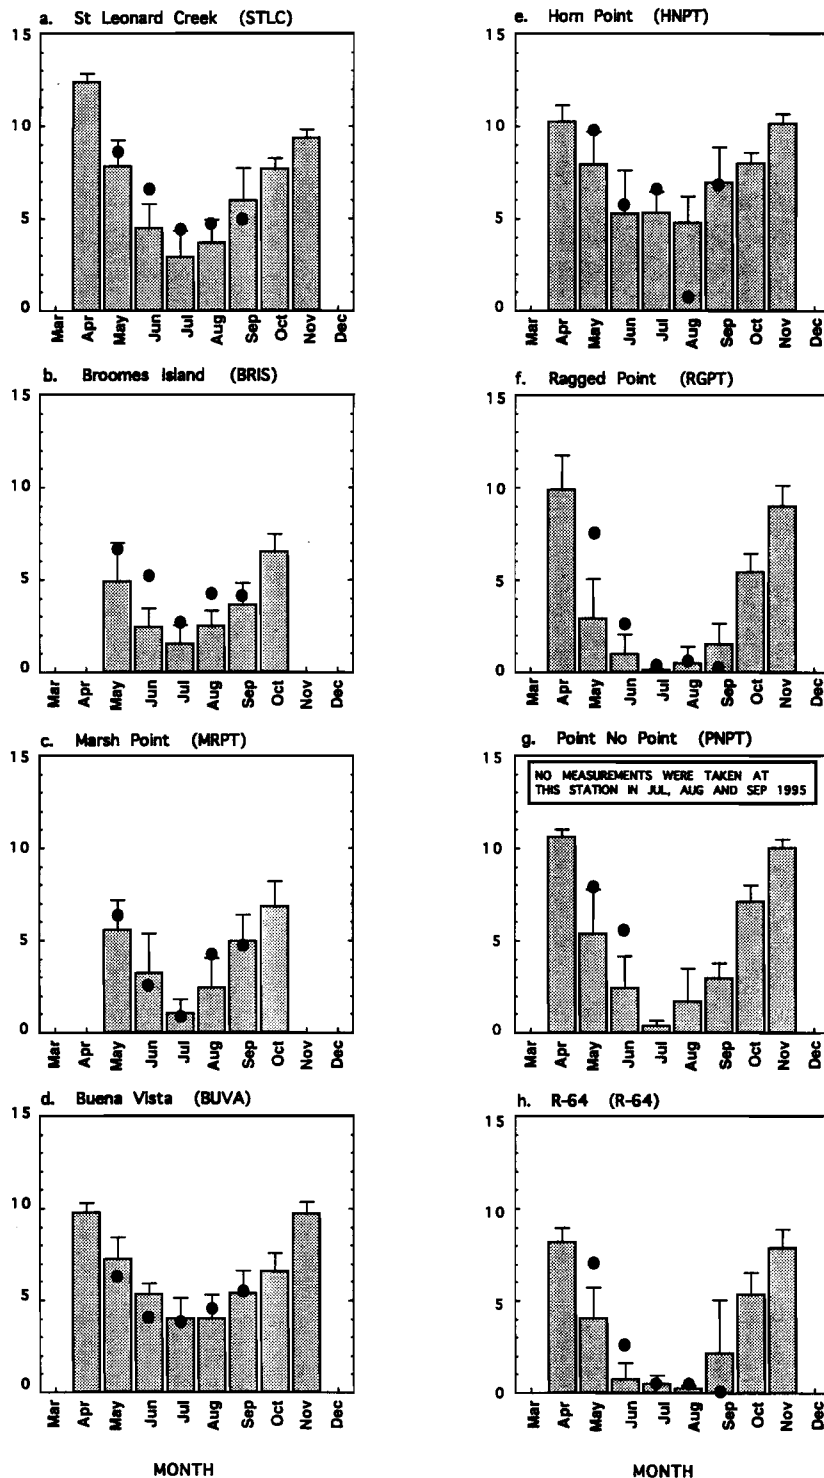 a. St Leonard Creek (STLC)
15
10
5
0
Mar Apr May Jun Jul Aug Sep Oct Nov Dec
b. Broomes Island (BRIS)
15
10
5
0
Mar Apr May Jun Jul Aug Sep Oct Nov Dec
c. Marsh Point (MRPT)
15
10
5
0
Mar Apr May Jun Jul Aug Sep Oct Nov Dec
d. Buena Vista (BUVA)
15
10
5
0
Mar Apr May Jun Jul Aug Sep Oct Nov Dec
MONTH
e. Horn Point (HNPT)
15
10
5
0
Mar Apr May Jun Jul Aug Sep Oct Nov Dec
f. Ragged Point (RGPT)
15
10
5
0
Mar Apr May Jun Jul Aug Sep Oct Nov Dec
g. Point No Point (PNPT)
NO MEASUREMENTS WERE TAKEN AT
THIS STATION IN JUL, AUG AND SEP 1995
15
10
5
0
Mar Apr May Jun Jul Aug Sep Oct Nov Dec
h. R-64 (R-64)
15
10
5
0
Mar Apr May Jun Jul Aug Sep Oct Nov Dec
MONTH